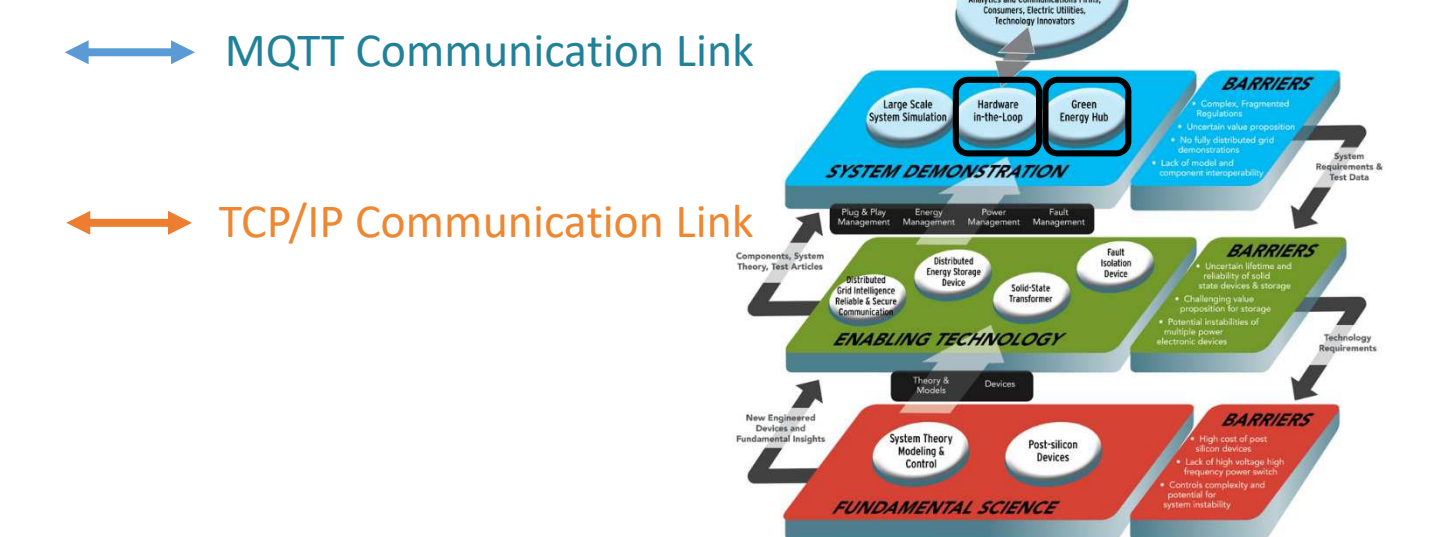 MQTT Communication Link
TCP/IP Communication Link
Analytics and Communications Firms,
Consumers, Electric Utilities,
Technology Innovators
Large Scale
System Simulation
Hardware
in-the-Loop
Green
Energy Hub
SYSTEM DEMONSTRATION
BARRIERS
• Complex, Fragmented
Regulations
• Uncertain value proposition
• No fully distributed grid
demonstrations
• Lack of model and
component interoperability
System
Requirements &
Test Data
Plug & Play
Management
Energy
Management
Power
Management
Fault
Management
Components, System
Theory, Test Articles
Distributed
Grid Intelligence
Reliable & Secure
Communication
Distributed
Energy Storage
Device
Solid-State
Transformer
Fault
Isolation
Device
ENABLING TECHNOLOGY
BARRIERS
• Uncertain lifetime and
reliability of solid
state devices & storage
• Challenging value
proposition for storage
• Potential instabilities of
multiple power
electronic devices
Technology
Requirements
Theory &
Models
Devices
New Engineered
Devices and
Fundamental Insights
System Theory
Modeling &
Control
Post-silicon
Devices
FUNDAMENTAL SCIENCE
BARRIERS
• High cost of post
silicon devices
• Lack of high voltage high
frequency power switch
• Controls complexity and
potential for
system instability